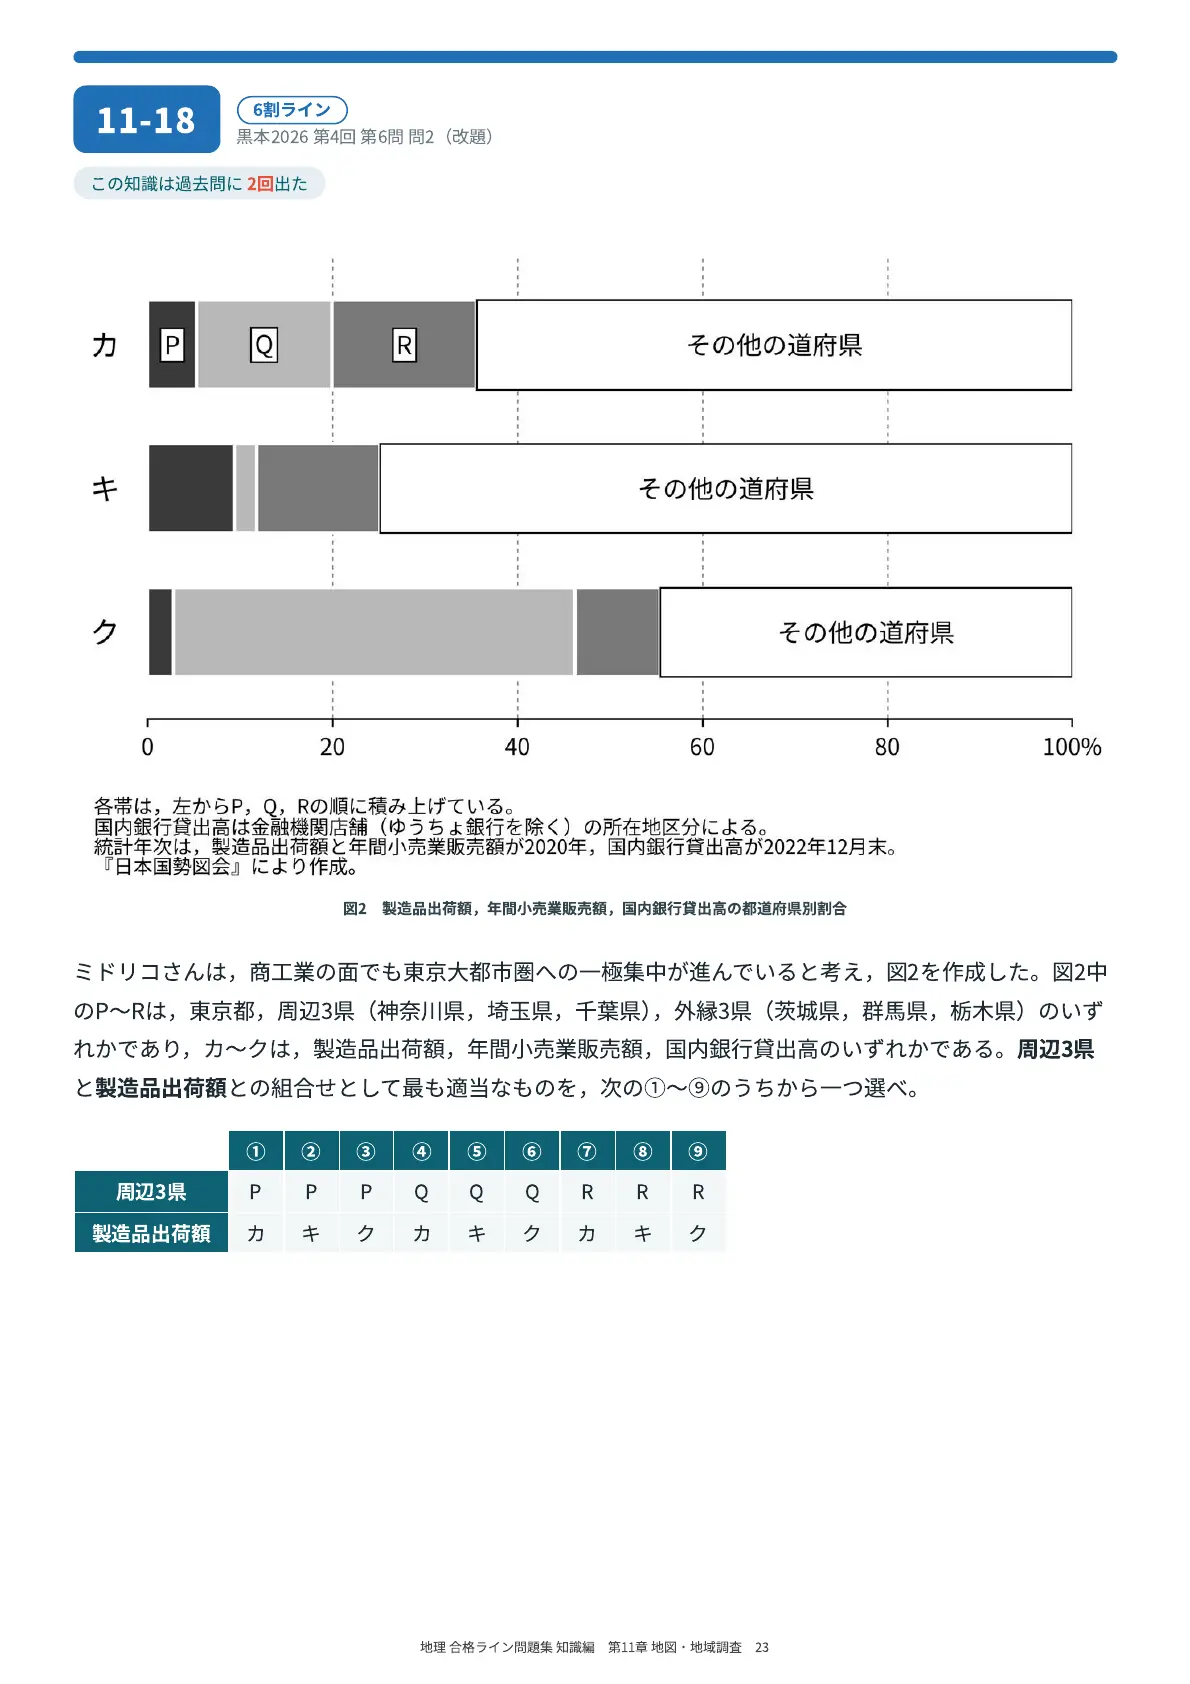 11-18
6割ライン
黒本2026 第4回 第6問 問2（改題）
この知識は過去問に 2回出た
カ
P
Q
R
その他の道府県
キ
その他の道府県
ク
その他の道府県
0 20 40 60 80 100%
各帯は，左からP，Q，Rの順に積み上げている。
国内銀行貸出高は金融機関店舗（ゆうちょ銀行を除く）の所在地区分による。
統計年次は，製造品出荷額と年間小売業販売額が2020年，国内銀行貸出高が2022年12月末。
『日本国勢図会』により作成。
図2　製造品出荷額，年間小売業販売額，国内銀行貸出高の都道府県別割合
ミドリコさんは，商工業の面でも東京大都市圏への一極集中が進んでいると考え，図2を作成した。図2中
のP～Rは，東京都，周辺3県（神奈川県，埼玉県，千葉県），外縁3県（茨城県，群馬県，栃木県）のいず
れかであり，カ～クは，製造品出荷額，年間小売業販売額，国内銀行貸出高のいずれかである。周辺3県
と製造品出荷額との組合せとして最も適当なものを，次の①～⑨のうちから一つ選べ。
① ② ③ ④ ⑤ ⑥ ⑦ ⑧ ⑨
周辺3県 P P P Q Q Q R R R
製造品出荷額 カ キ ク カ キ ク カ キ ク
地理 合格ライン問題集 知識編　第11章 地図・地域調査　23